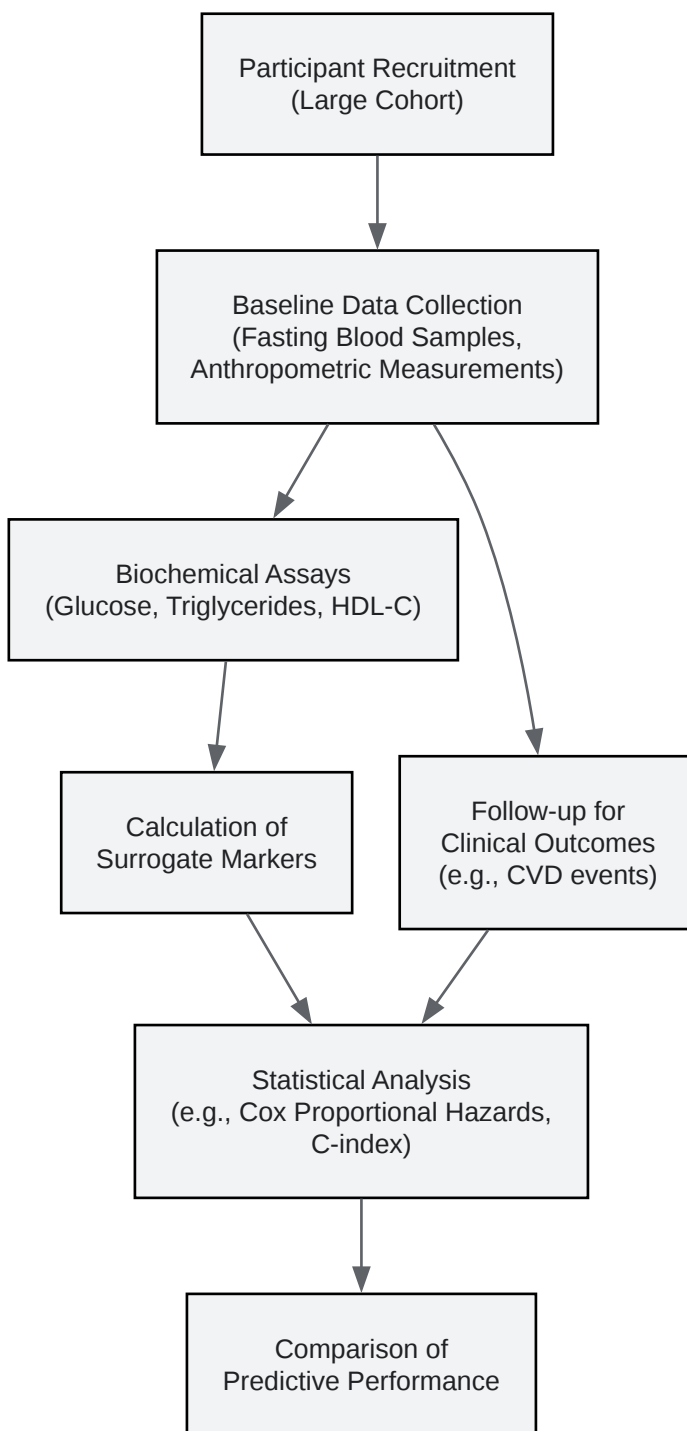 Participant Recruitment
(Large Cohort)
Baseline Data Collection
(Fasting Blood Samples,
Anthropometric Measurements)
Biochemical Assays
(Glucose, Triglycerides, HDL-C)
Calculation of
Surrogate Markers
Follow-up for
Clinical Outcomes
(e.g., CVD events)
Statistical Analysis
(e.g., Cox Proportional Hazards,
C-index)
Comparison of
Predictive Performance